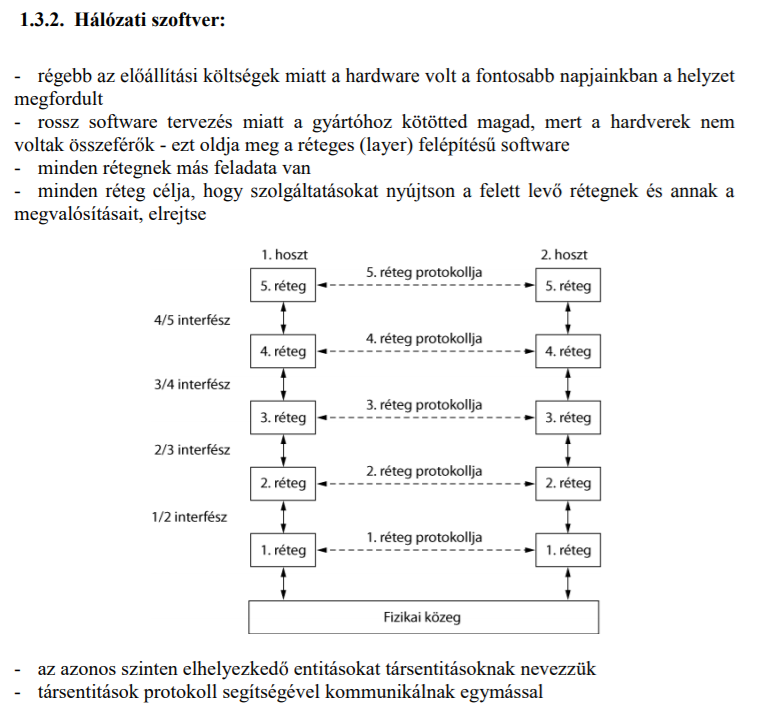 1.3.2. Hálózati szoftver:
- régebb az előállítási költségek miatt a hardware volt a fontosabb napjainkban a helyzet
megfordult
- rossz software tervezés miatt a gyártóhoz kötötted magad, mert a hardverek nem
voltak összeférők - ezt oldja meg a réteges (layer) felépítésű software
- minden rétegnek más feladata van
- minden réteg célja, hogy szolgáltatásokat nyújtson a felett levő rétegnek és annak a
megvalósításait, elrejtse
1. hoszt 2. hoszt
5. réteg 5. réteg protokollja 5. réteg
4/5 interfész
4. réteg 4. réteg protokollja 4. réteg
3/4 interfész
3. réteg 3. réteg protokollja 3. réteg
2/3 interfész
2. réteg 2. réteg protokollja 2. réteg
1/2 interfész
1. réteg 1. réteg protokollja 1. réteg
Fizikai közeg
- az azonos szinten elhelyezkedő entitásokat társentitásoknak nevezzük
- társentitások protokoll segítségével kommunikálnak egymással